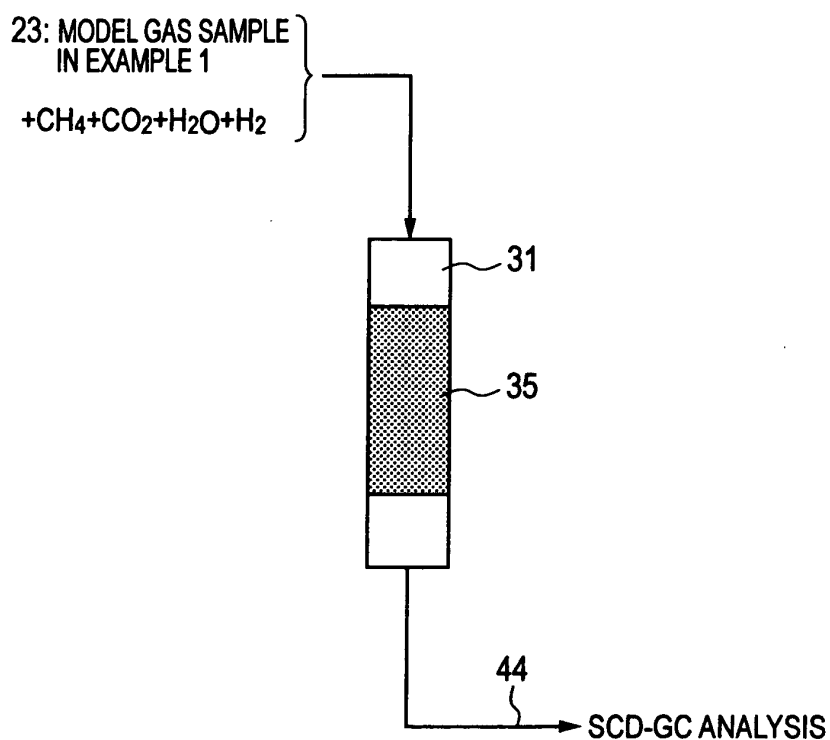 23: MODEL GAS SAMPLE
IN EXAMPLE 1
+CH₄+CO₂+H₂O+H₂
31
35
44
SCD-GC ANALYSIS